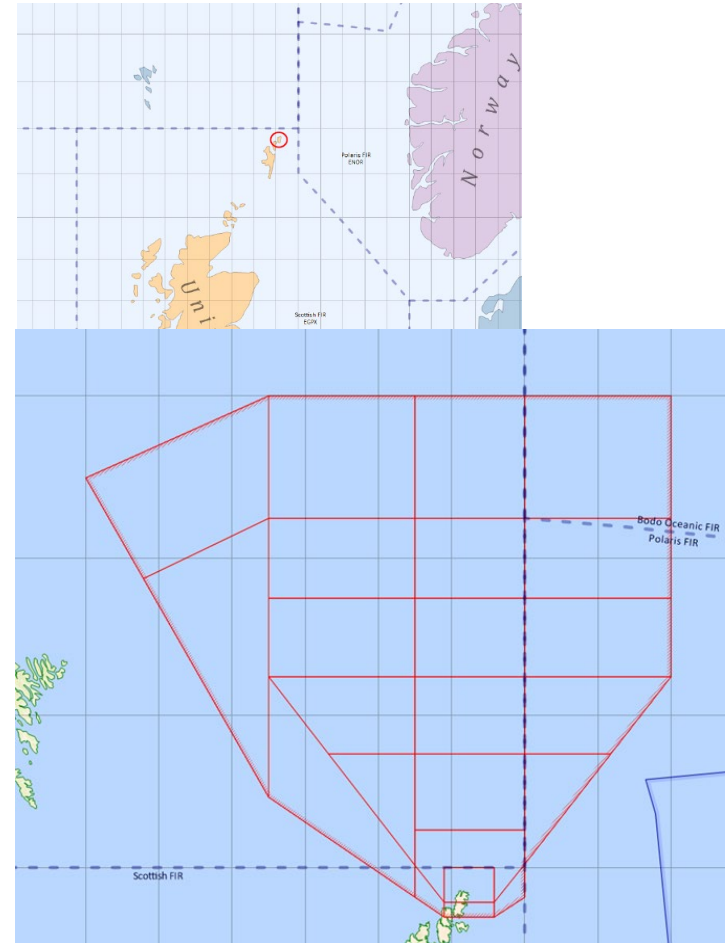 Norway
Polaris FIR
ENOR
Uni
Scottish FIR
EGPX
Bodo Oceanic FIR
Polaris FIR
Scottish FIR